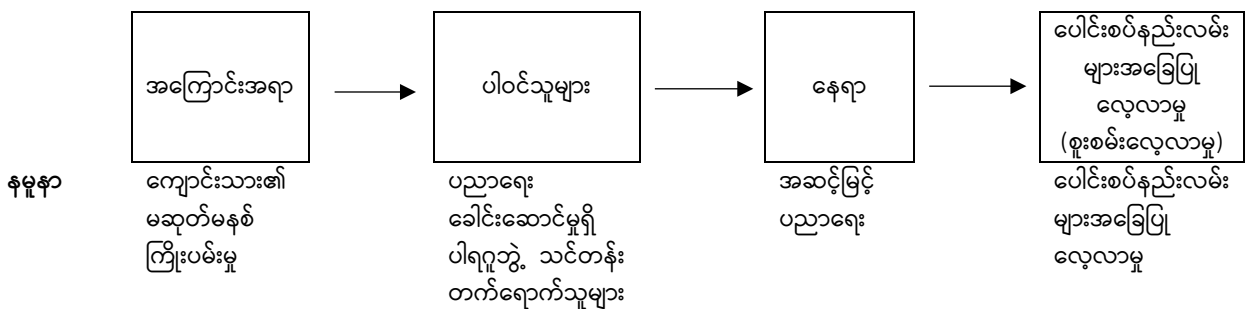 အကြောင်းအရာ
ပါဝင်သူများ
နေရာ
ပေါင်းစပ်နည်းလမ်း
များအခြေပြု
လေ့လာမှု
(စူးစမ်းလေ့လာမှု)
နမူနာ
ကျောင်းသား၏
မဆုတ်မနစ်
ကြိုးပမ်းမှု
ပညာရေး
ခေါင်းဆောင်မှုရှိ
ပါရဂူဘွဲ့ သင်တန်း
တက်ရောက်သူများ
အဆင့်မြင့်
ပညာရေး
ပေါင်းစပ်နည်းလမ်း
များအခြေပြု
လေ့လာမှု